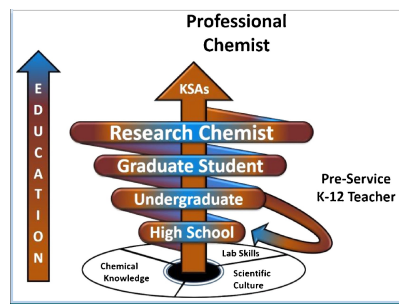 Professional
Chemist
EDUCATION
KSAs
Research Chemist
Graduate Student
Undergraduate
High School
Pre-Service
K-12 Teacher
Lab Skills
Chemical
Knowledge
Scientific
Culture